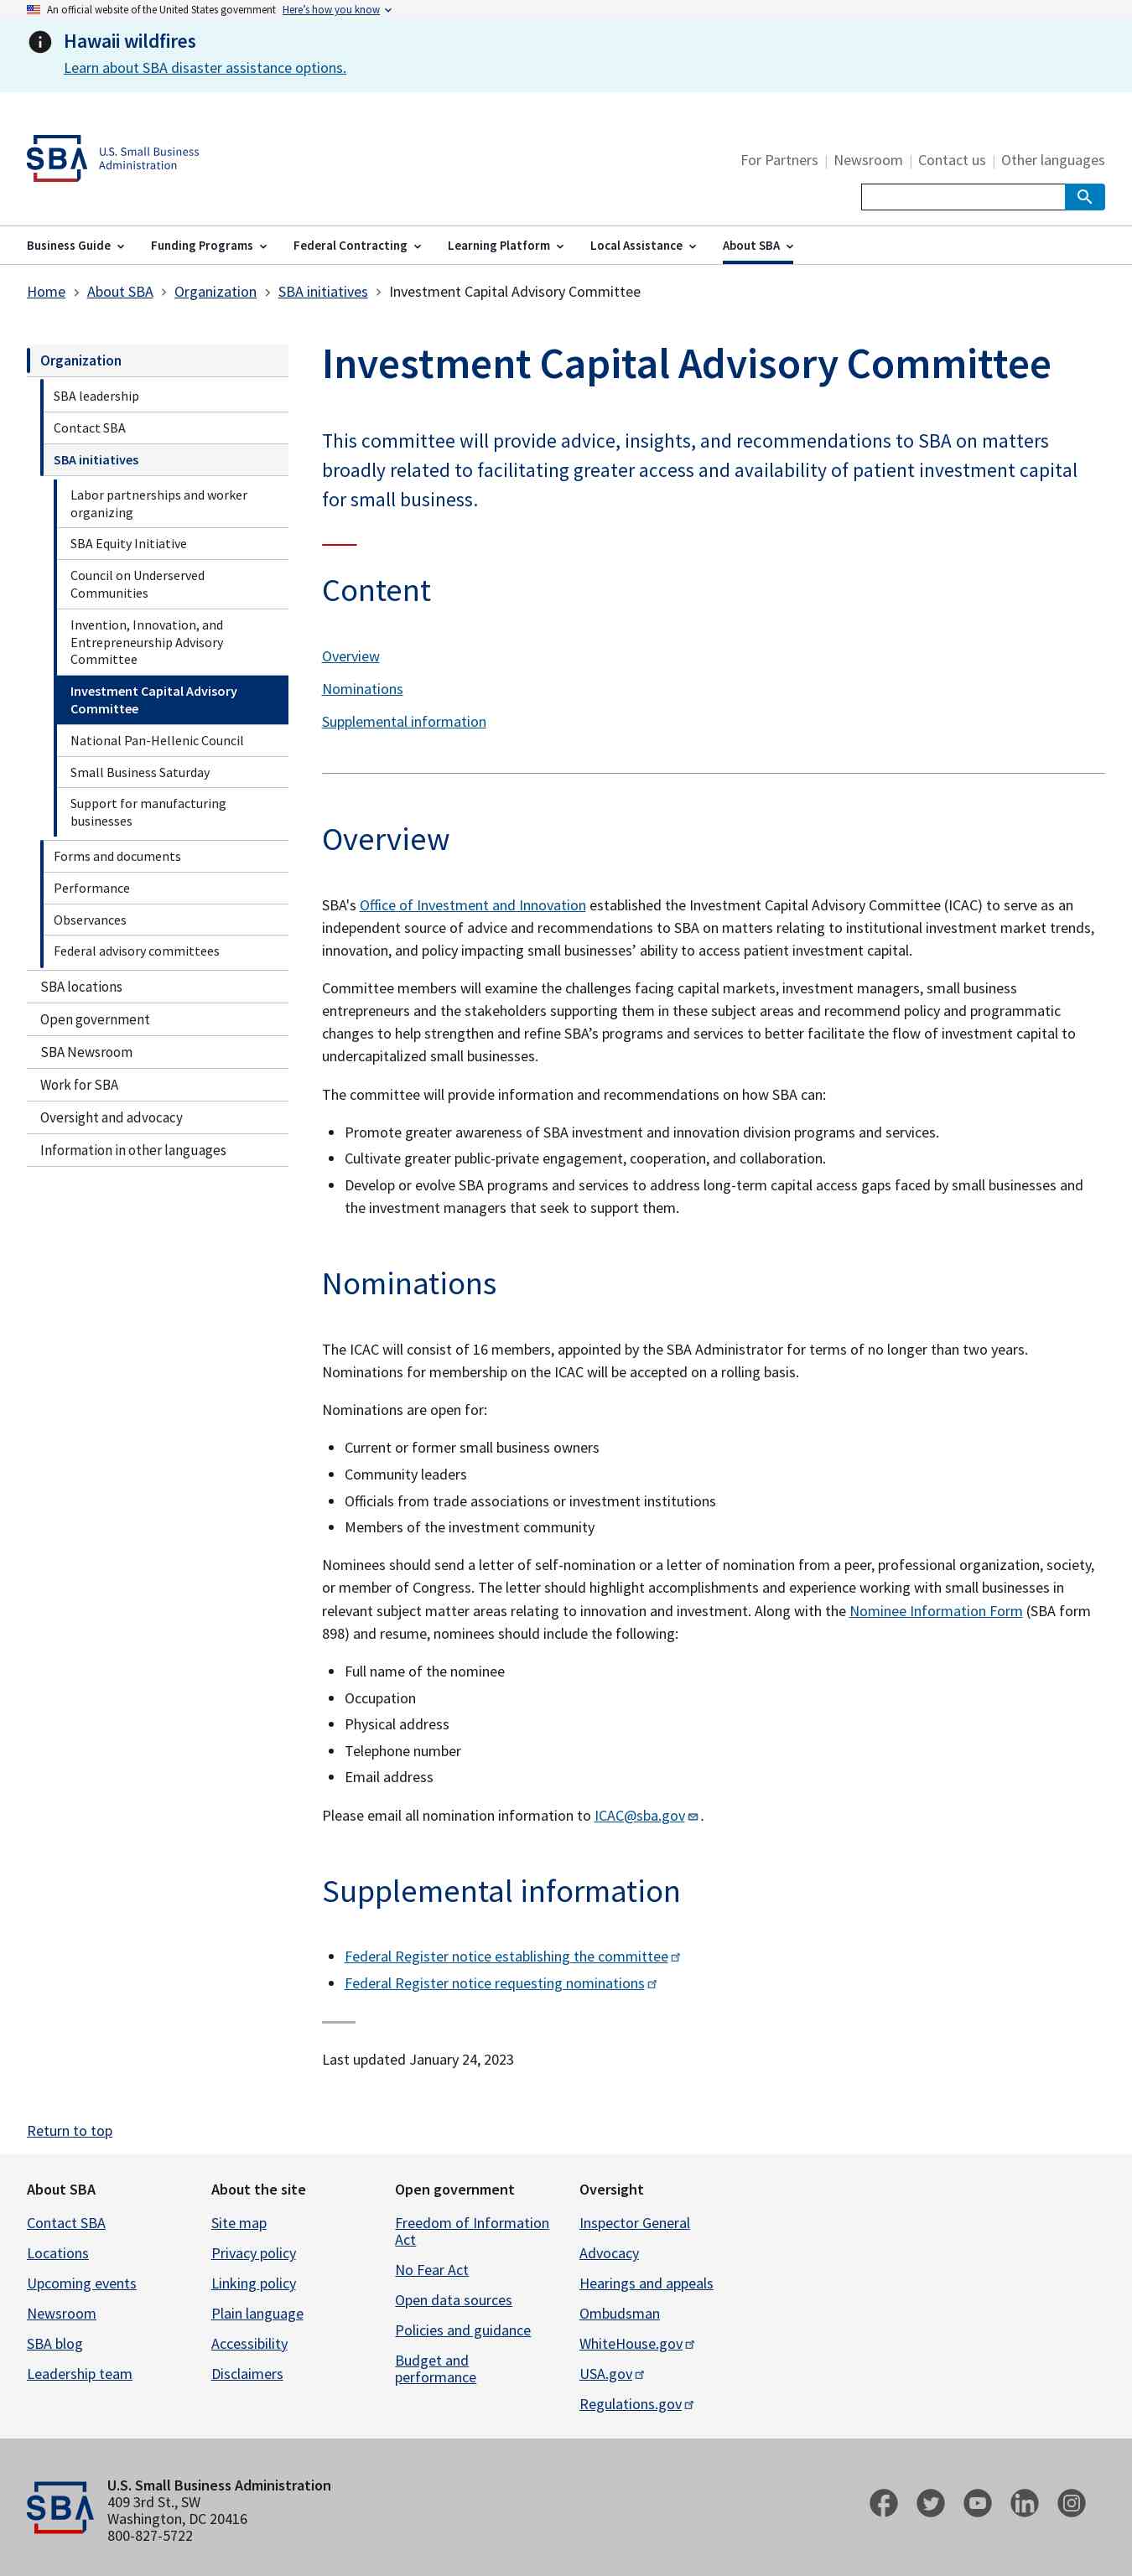 An official website of the United States government Here's how you know
Hawaii wildfires
Learn about SBA disaster assistance options.
SBA U.S. Small Business
Administration
For Partners | Newsroom | Contact us | Other languages
Business Guide Funding Programs Federal Contracting Learning Platform Local Assistance About SBA
Home > About SBA > Organization > SBA initiatives > Investment Capital Advisory Committee
Organization
SBA leadership
Contact SBA
SBA initiatives
Labor partnerships and worker
organizing
SBA Equity Initiative
Council on Underserved
Communities
Invention, Innovation, and
Entrepreneurship Advisory
Committee
Investment Capital Advisory
Committee
National Pan-Hellenic Council
Small Business Saturday
Support for manufacturing
businesses
Forms and documents
Performance
Observances
Federal advisory committees
SBA locations
Open government
SBA Newsroom
Work for SBA
Oversight and advocacy
Information in other languages
Investment Capital Advisory Committee
This committee will provide advice, insights, and recommendations to SBA on matters
broadly related to facilitating greater access and availability of patient investment capital
for small business.
Content
Overview
Nominations
Supplemental information
Overview
SBA's Office of Investment and Innovation established the Investment Capital Advisory Committee (ICAC) to serve as an
independent source of advice and recommendations to SBA on matters relating to institutional investment market trends,
innovation, and policy impacting small businesses’ ability to access patient investment capital.
Committee members will examine the challenges facing capital markets, investment managers, small business
entrepreneurs and the stakeholders supporting them in these subject areas and recommend policy and programmatic
changes to help strengthen and refine SBA’s programs and services to better facilitate the flow of investment capital to
undercapitalized small businesses.
The committee will provide information and recommendations on how SBA can:
• Promote greater awareness of SBA investment and innovation division programs and services.
• Cultivate greater public-private engagement, cooperation, and collaboration.
• Develop or evolve SBA programs and services to address long-term capital access gaps faced by small businesses and
the investment managers that seek to support them.
Nominations
The ICAC will consist of 16 members, appointed by the SBA Administrator for terms of no longer than two years.
Nominations for membership on the ICAC will be accepted on a rolling basis.
Nominations are open for:
• Current or former small business owners
• Community leaders
• Officials from trade associations or investment institutions
• Members of the investment community
Nominees should send a letter of self-nomination or a letter of nomination from a peer, professional organization, society,
or member of Congress. The letter should highlight accomplishments and experience working with small businesses in
relevant subject matter areas relating to innovation and investment. Along with the Nominee Information Form (SBA form
898) and resume, nominees should include the following:
• Full name of the nominee
• Occupation
• Physical address
• Telephone number
• Email address
Please email all nomination information to ICAC@sba.gov .
Supplemental information
• Federal Register notice establishing the committee
• Federal Register notice requesting nominations
Last updated January 24, 2023
Return to top
About SBA
Contact SBA
Locations
Upcoming events
Newsroom
SBA blog
Leadership team
About the site
Site map
Privacy policy
Linking policy
Plain language
Accessibility
Disclaimers
Open government
Freedom of Information
Act
No Fear Act
Open data sources
Policies and guidance
Budget and
performance
Oversight
Inspector General
Advocacy
Hearings and appeals
Ombudsman
WhiteHouse.gov
USA.gov
Regulations.gov
SBA
U.S. Small Business Administration
409 3rd St., SW
Washington, DC 20416
800-827-5722